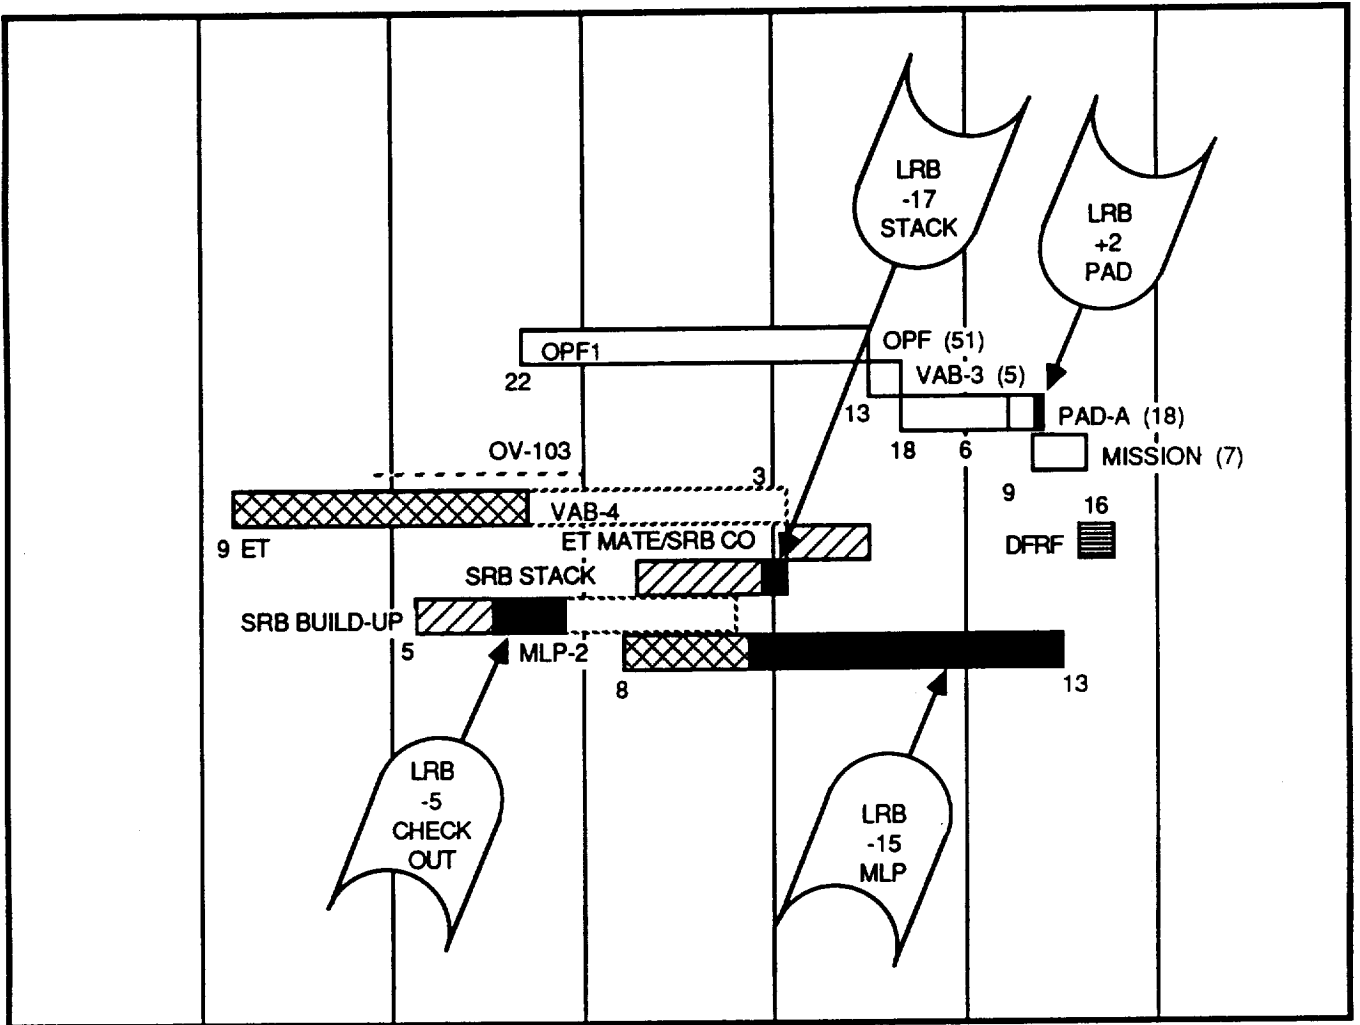 LRB
-17
STACK
LRB
+2
PAD
OPF1
OPF (51)
22
VAB-3 (5)
13
PAD-A (18)
18
6
OV-103
MISSION (7)
3
9
VAB-4
16
9 ET
ET MATE/SRB CO
DFRF
SRB STACK
SRB BUILD-UP
5
MLP-2
8
13
LRB
-5
CHECK
OUT
LRB
-15
MLP